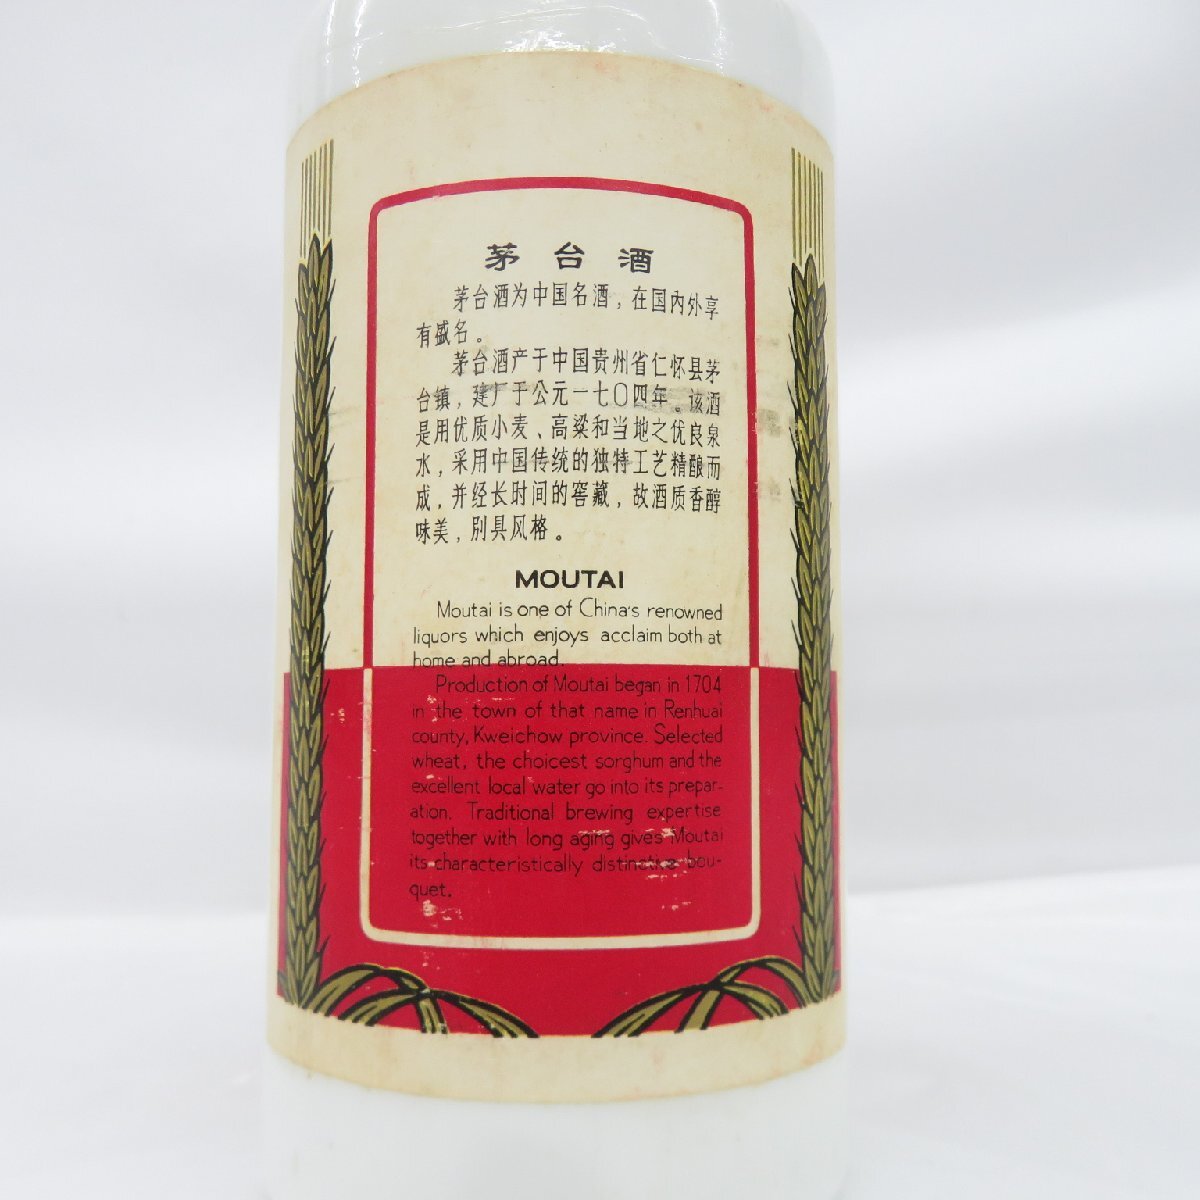 茅台酒
茅台酒为中国名酒，在国内外享
有盛名。
茅台酒产于中国贵州省仁怀县茅
台镇，建厂于公元一七〇四年。该酒
是用优质小麦、高粱和当地之优良泉
水，采用中国传统的独特工艺精酿而
成，并经长时间的窖藏，故酒质香醇
味美，别具风格。
MOUTAI
Moutai is one of China's renowned
liquors which enjoys acclaim both at
home and abroad.
Production of Moutai began in 1704
in the town of that name in Renhuai
county, Kweichow province. Selected
wheat, the choicest sorghum and the
excellent local water go into its prepar-
ation. Traditional brewing expertise
together with long aging gives Moutai
its characteristically distinctive bou-
quet.